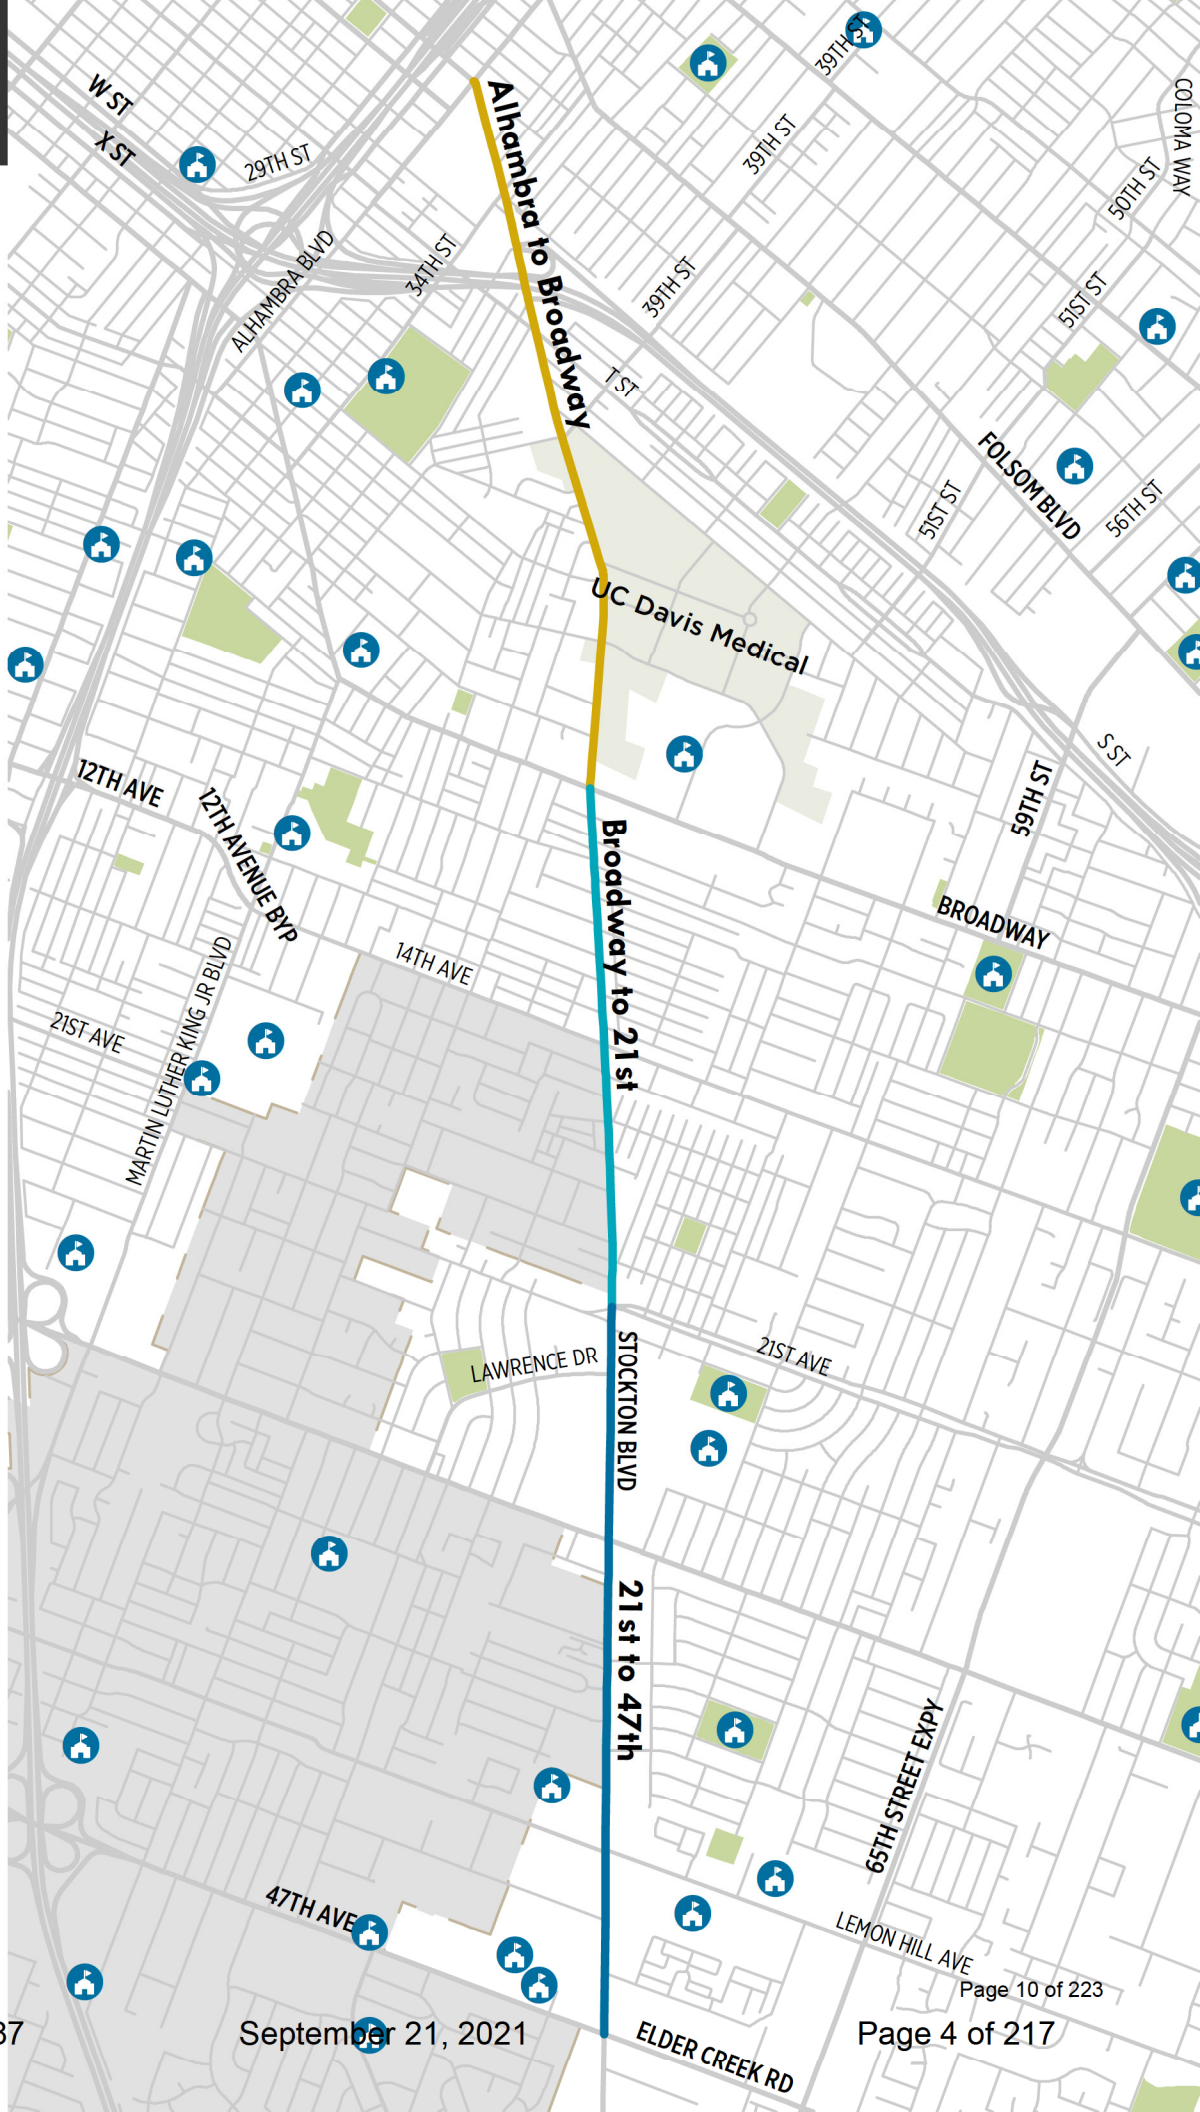 39TH ST
W ST
X ST
29TH ST
Alhambra to Broadway
39TH ST
COLOMA WAY
50TH ST
ALHAMBRA BLVD
34TH ST
39TH ST
51ST ST
T ST
FOLSOM BLVD
51ST ST
56TH ST
UC Davis Medical
S ST
12TH AVE
12TH AVENUE BYP
59TH ST
Broadway to 21st
BROADWAY
14TH AVE
MARTIN LUTHER KING JR BLVD
21ST AVE
LAWRENCE DR
STOCKTON BLVD
21ST AVE
21st to 47th
65TH STREET EXPY
47TH AVE
LEMON HILL AVE
Page 10 of 223
37
September 21, 2021
Page 4 of 217
ELDER CREEK RD